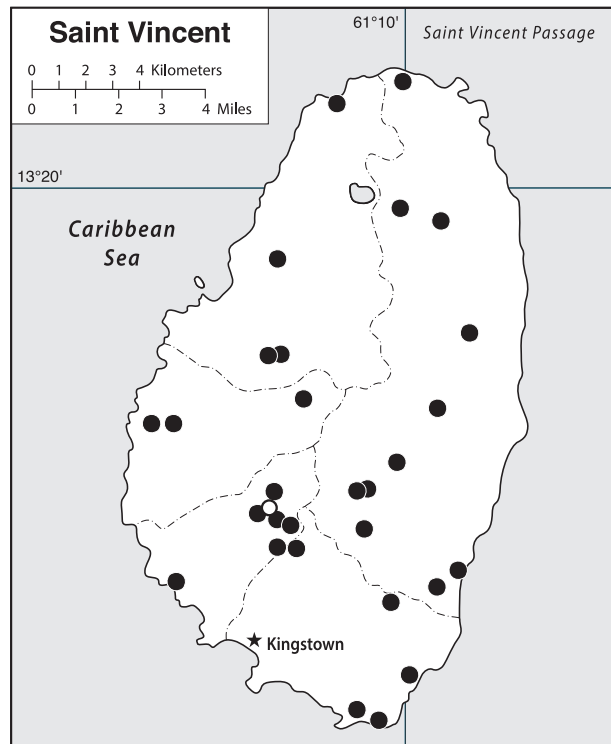 Saint Vincent
61°10'
Saint Vincent Passage
0 1 2 3 4 Kilometers
0 1 2 3 4 Miles
13°20'
Caribbean
Sea
Kingstown